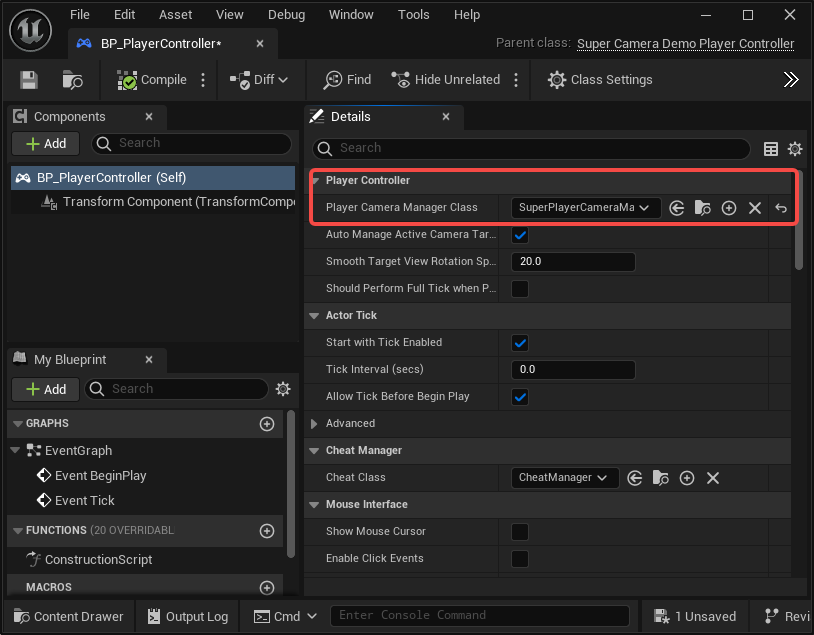 File Edit Asset View Debug Window Tools Help
BP_PlayerController*
Parent class: Super Camera Demo Player Controller
Compile Diff Find Hide Unrelated Class Settings
Components
Add Search
BP_PlayerController (Self)
Transform Component (TransformCompo
My Blueprint
Add Search
GRAPHS
EventGraph
Event BeginPlay
Event Tick
FUNCTIONS (20 OVERRIDABL
ConstructionScript
MACROS
Details
Search
Player Controller
Player Camera Manager Class SuperPlayerCameraMa
Auto Manage Active Camera Tar...
Smooth Target View Rotation Sp... 20.0
Should Perform Full Tick when P...
Actor Tick
Start with Tick Enabled
Tick Interval (secs) 0.0
Allow Tick Before Begin Play
Advanced
Cheat Manager
Cheat Class CheatManager
Mouse Interface
Show Mouse Cursor
Enable Click Events
Content Drawer Output Log Cmd Enter Console Command 1 Unsaved Revi